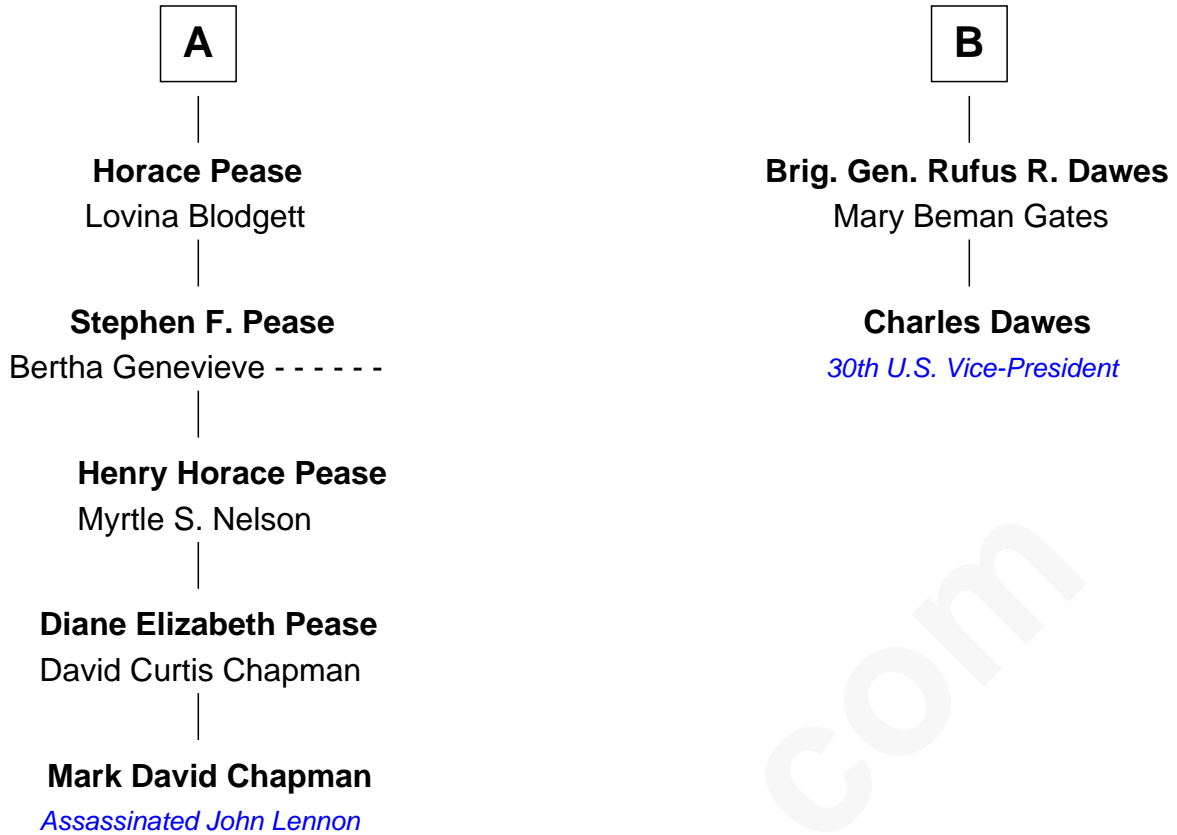 A
Horace Pease
Lovina Blodgett
Stephen F. Pease
Bertha Genevieve - - - - - -
Henry Horace Pease
Myrtle S. Nelson
Diane Elizabeth Pease
David Curtis Chapman
Mark David Chapman
Assassinated John Lennon
B
Brig. Gen. Rufus R. Dawes
Mary Beman Gates
Charles Dawes
30th U.S. Vice-President
com